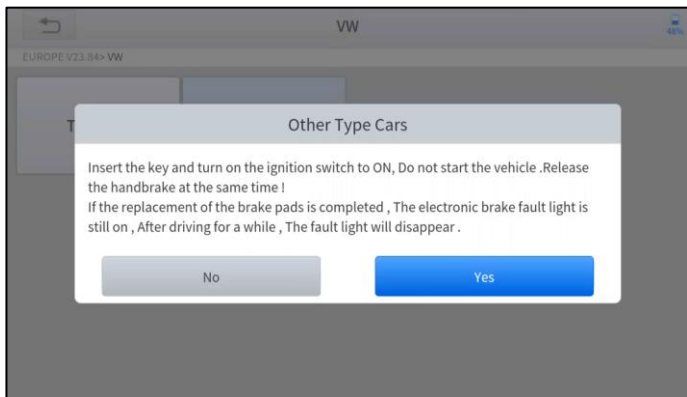 VW
48%
EUROPE V23.84> VW
T
Other Type Cars
Insert the key and turn on the ignition switch to ON, Do not start the vehicle .Release
the handbrake at the same time !
If the replacement of the brake pads is completed , The electronic brake fault light is
still on , After driving for a while , The fault light will disappear .
No
Yes